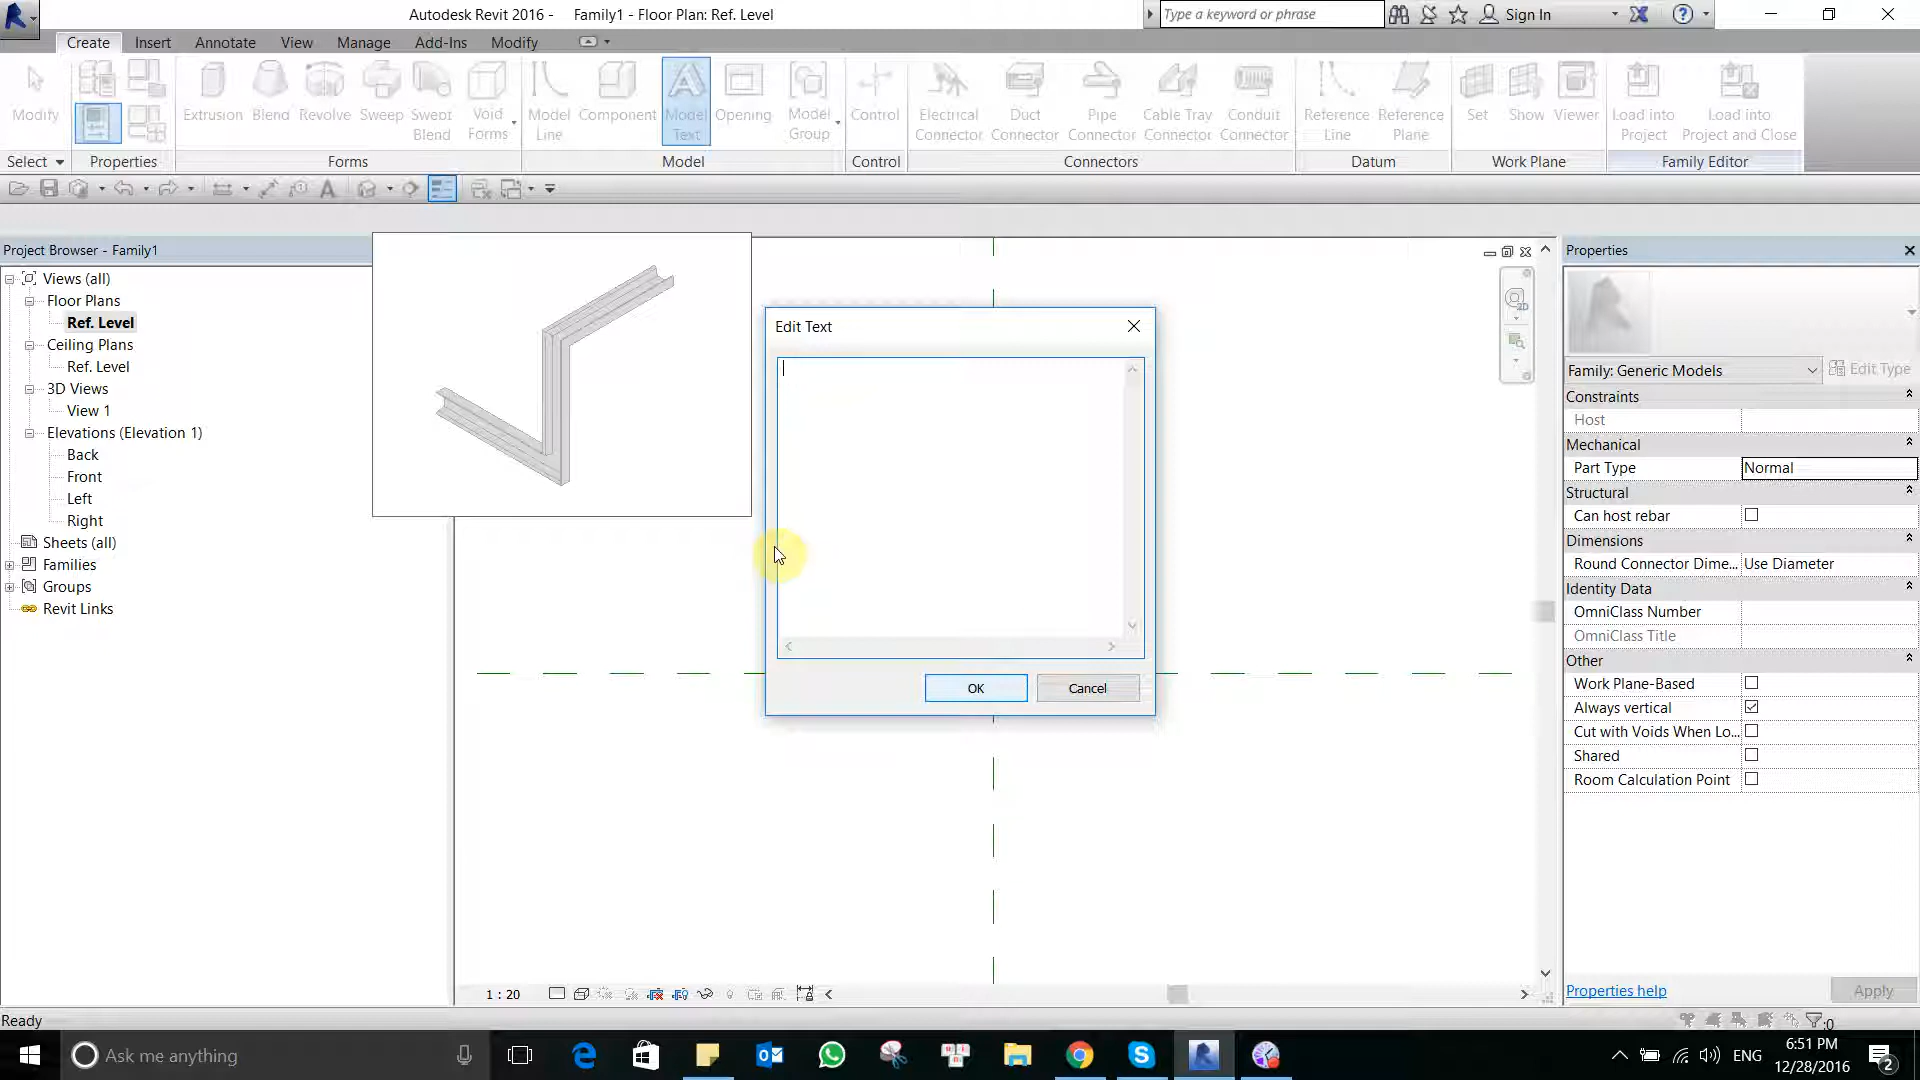 Autodesk Revit 2016 - Family1 - Floor Plan: Ref. Level
Type a keyword or phrase
Sign In
Create Insert Annotate View Manage Add-Ins Modify
Modify
Extrusion Blend Revolve Sweep Swept Blend Void Forms
Model Line Component Model Text Opening Model Group
Control
Electrical Connector Duct Connector Pipe Connector Cable Tray Connector Conduit Connector
Reference Line Reference Plane
Set Show Viewer
Load into Project Load into Project and Close
Select Properties Forms Model Control Connectors Datum Work Plane Family Editor
Project Browser - Family1
Views (all)
Floor Plans
Ref. Level
Ceiling Plans
Ref. Level
3D Views
View 1
Elevations (Elevation 1)
Back
Front
Left
Right
Sheets (all)
Families
Groups
Revit Links
Edit Text
OK Cancel
2D
Properties
Family: Generic Models Edit Type
Constraints
Host
Mechanical
Part Type Normal
Structural
Can host rebar
Dimensions
Round Connector Dime... Use Diameter
Identity Data
OmniClass Number
OmniClass Title
Other
Work Plane-Based
Always vertical
Cut with Voids When Lo...
Shared
Room Calculation Point
Properties help Apply
1 : 20
Ready
:0
Ask me anything
ENG
6:51 PM
12/28/2016
2